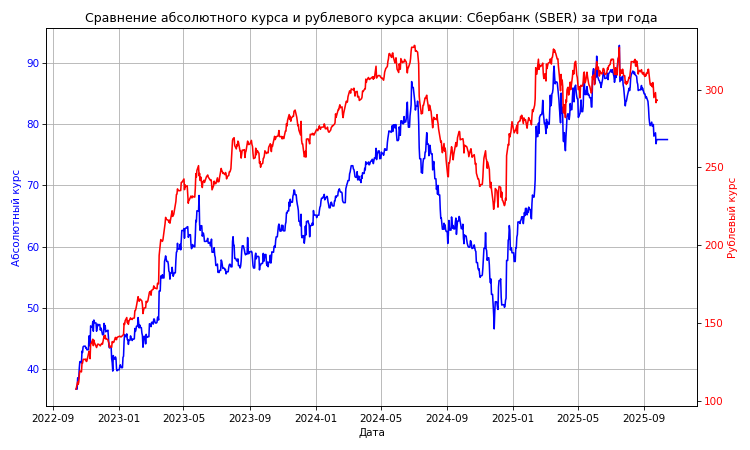 Сравнение абсолютного курса и рублевого курса акции: Сбербанк (SBER) за три года
90
80
70
60
50
40
Абсолютный курс
300
250
200
150
100
Рублевый курс
2022-09 2023-01 2023-05 2023-09 2024-01 2024-05 2024-09 2025-01 2025-05 2025-09
Дата